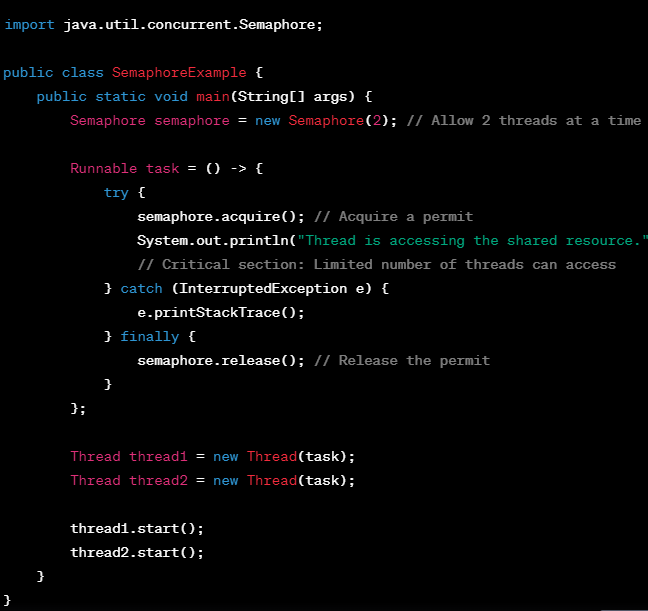 import java.util.concurrent.Semaphore;
public class SemaphoreExample {
public static void main(String[] args) {
Semaphore semaphore = new Semaphore(2); // Allow 2 threads at a time
Runnable task = () -> {
try {
semaphore.acquire(); // Acquire a permit
System.out.println("Thread is accessing the shared resource."
// Critical section: Limited number of threads can access
} catch (InterruptedException e) {
e.printStackTrace();
} finally {
semaphore.release(); // Release the permit
}
};
Thread thread1 = new Thread(task);
Thread thread2 = new Thread(task);
thread1.start();
thread2.start();
}
}